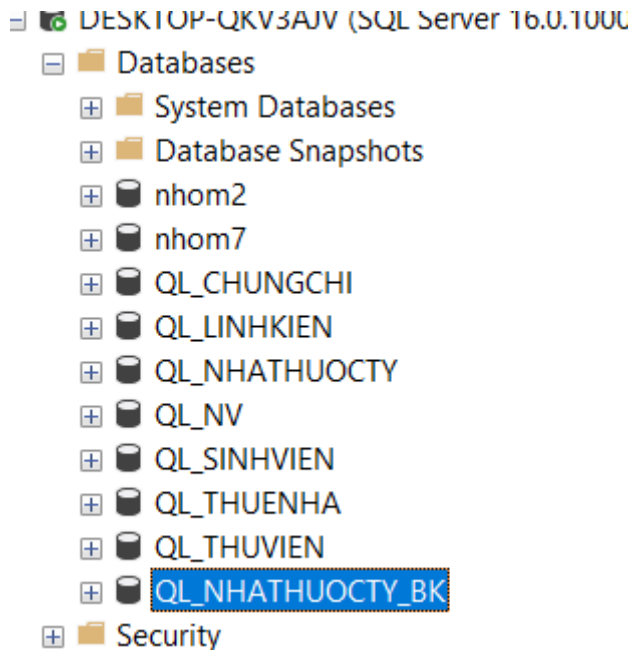 DESKTOP-QKV3AJV (SQL Server 16.0.1000
Databases
System Databases
Database Snapshots
nhom2
nhom7
QL_CHUNGCHI
QL_LINHKIEN
QL_NHATHUOCTY
QL_NV
QL_SINHVIEN
QL_THUENHA
QL_THUVIEN
QL_NHATHUOCTY_BK
Security